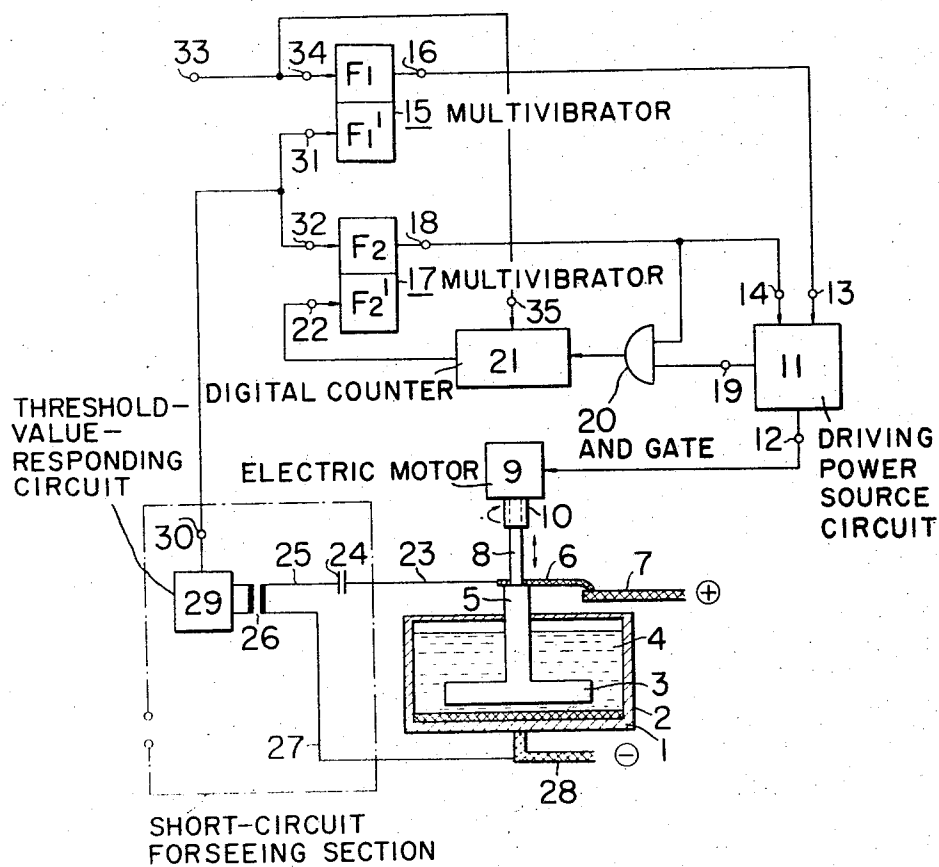 33
34
F1
16
F1'
15 MULTIVIBRATOR
31
32
F2
18
F2'
17 MULTIVIBRATOR
22
35
14
13
21
11
DIGITAL COUNTER
20
19
AND GATE
12
DRIVING
POWER
SOURCE
CIRCUIT
THRESHOLD-
VALUE-
RESPONDING
CIRCUIT
ELECTRIC MOTOR
9
10
30
25
24
23
8
6
7
+
29
26
5
4
3
2
1
27
28
−
SHORT-CIRCUIT
FORSEEING SECTION